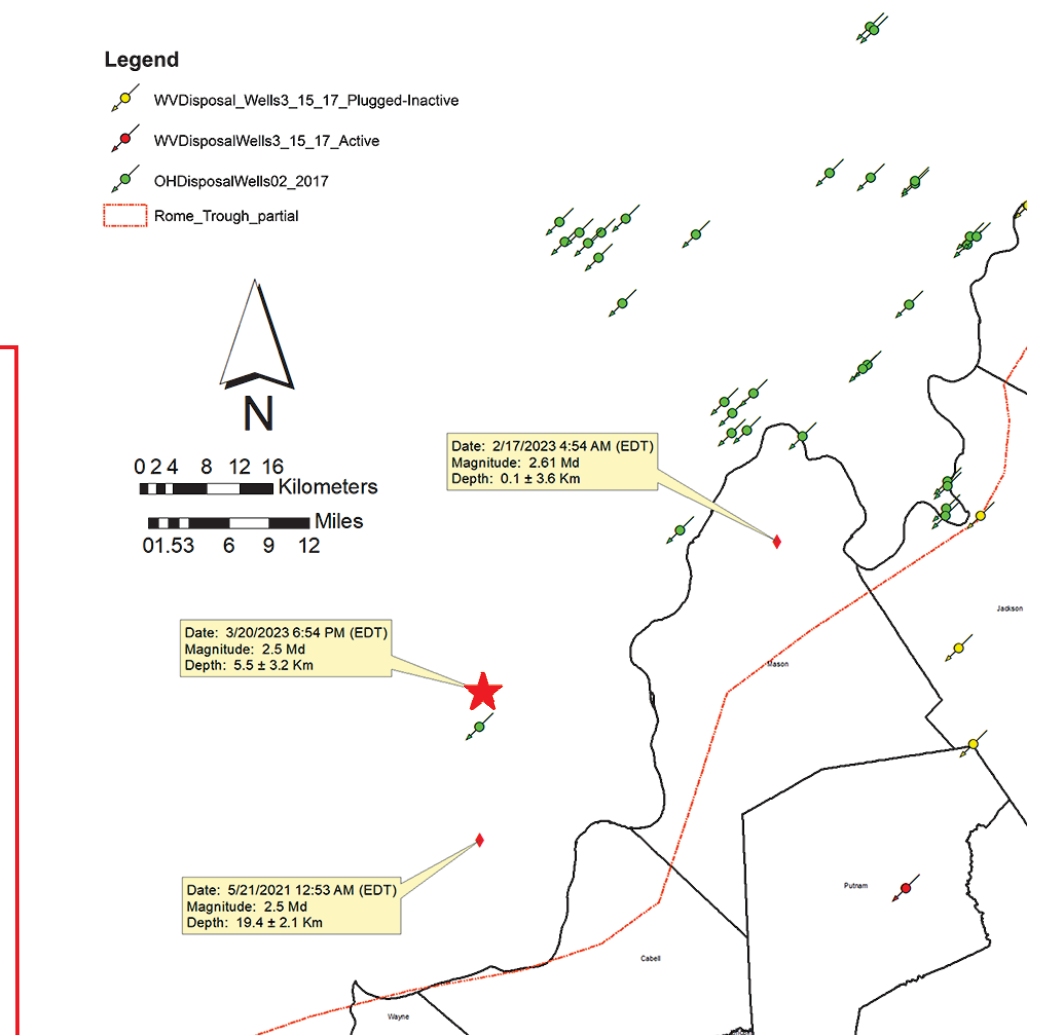 Legend
WVDisposal_Wells3_15_17_Plugged-Inactive
WVDisposalWells3_15_17_Active
OHDisposalWells02_2017
Rome_Trough_partial
N
0 2 4 8 12 16
Kilometers
Miles
01.53 6 9 12
Date: 2/17/2023 4:54 AM (EDT)
Magnitude: 2.61 Md
Depth: 0.1 ± 3.6 Km
Date: 3/20/2023 6:54 PM (EDT)
Magnitude: 2.5 Md
Depth: 5.5 ± 3.2 Km
Jackson
Mason
Date: 5/21/2021 12:53 AM (EDT)
Magnitude: 2.5 Md
Depth: 19.4 ± 2.1 Km
Putnam
Cabell
Wayne